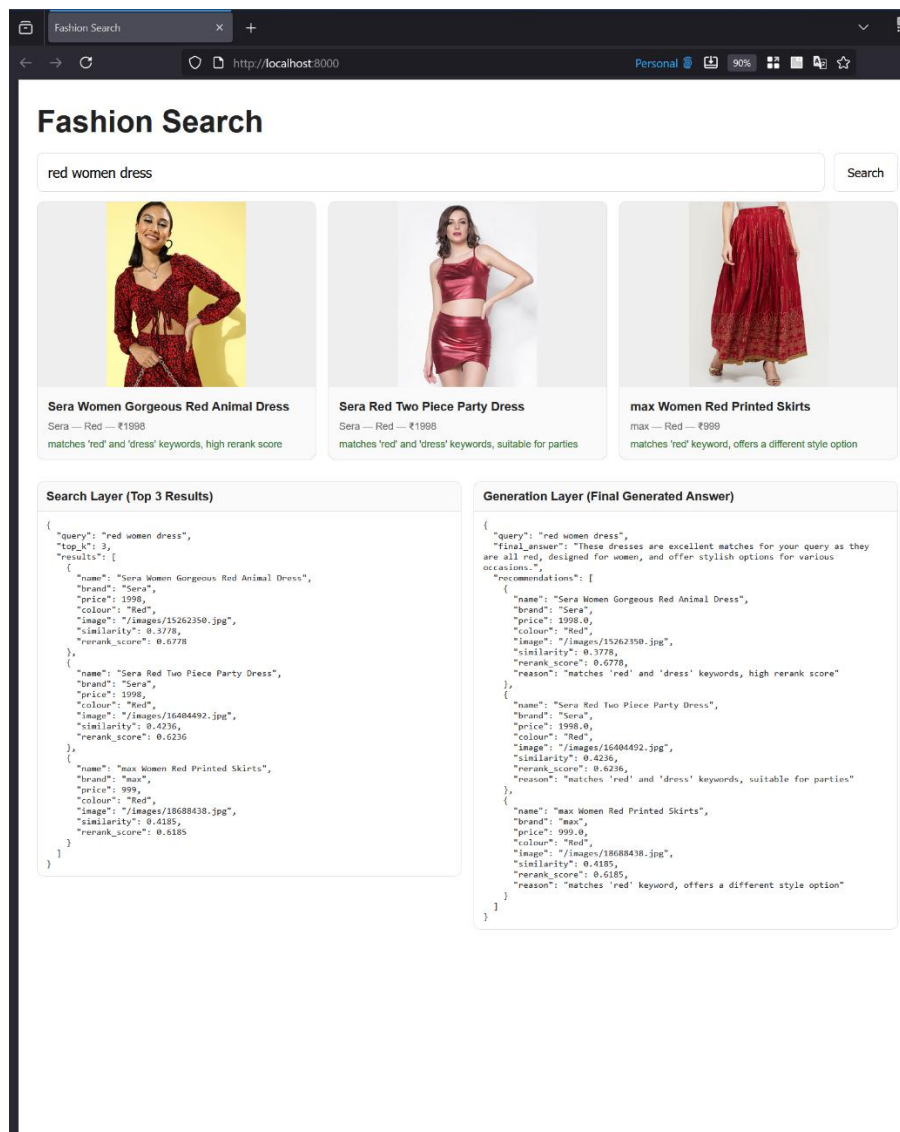 Fashion Search
http://localhost:8000
Personal
90%
Fashion Search
red women dress
Search
Sera Women Gorgeous Red Animal Dress
Sera — Red — ₹1998
matches 'red' and 'dress' keywords, high rerank score
Sera Red Two Piece Party Dress
Sera — Red — ₹1998
matches 'red' and 'dress' keywords, suitable for parties
max Women Red Printed Skirts
max — Red — ₹999
matches 'red' keyword, offers a different style option
Search Layer (Top 3 Results)
{
"query": "red women dress",
"top_k": 3,
"results": [
{
"name": "Sera Women Gorgeous Red Animal Dress",
"brand": "Sera",
"price": 1998,
"colour": "Red",
"image": "/images/15262350.jpg",
"similarity": 0.3778,
"rerank_score": 0.6778
},
{
"name": "Sera Red Two Piece Party Dress",
"brand": "Sera",
"price": 1998,
"colour": "Red",
"image": "/images/16404492.jpg",
"similarity": 0.4236,
"rerank_score": 0.6236
},
{
"name": "max Women Red Printed Skirts",
"brand": "max",
"price": 999,
"colour": "Red",
"image": "/images/18688438.jpg",
"similarity": 0.4185,
"rerank_score": 0.6185
}
]
}
Generation Layer (Final Generated Answer)
{
"query": "red women dress",
"final_answer": "These dresses are excellent matches for your query as they
are all red, designed for women, and offer stylish options for various
occasions.",
"recommendations": [
{
"name": "Sera Women Gorgeous Red Animal Dress",
"brand": "Sera",
"price": 1998.0,
"colour": "Red",
"image": "/images/15262350.jpg",
"similarity": 0.3778,
"rerank_score": 0.6778,
"reason": "matches 'red' and 'dress' keywords, high rerank score"
},
{
"name": "Sera Red Two Piece Party Dress",
"brand": "Sera",
"price": 1998.0,
"colour": "Red",
"image": "/images/16404492.jpg",
"similarity": 0.4236,
"rerank_score": 0.6236,
"reason": "matches 'red' and 'dress' keywords, suitable for parties"
},
{
"name": "max Women Red Printed Skirts",
"brand": "max",
"price": 999.0,
"colour": "Red",
"image": "/images/18688438.jpg",
"similarity": 0.4185,
"rerank_score": 0.6185,
"reason": "matches 'red' keyword, offers a different style option"
}
]
}